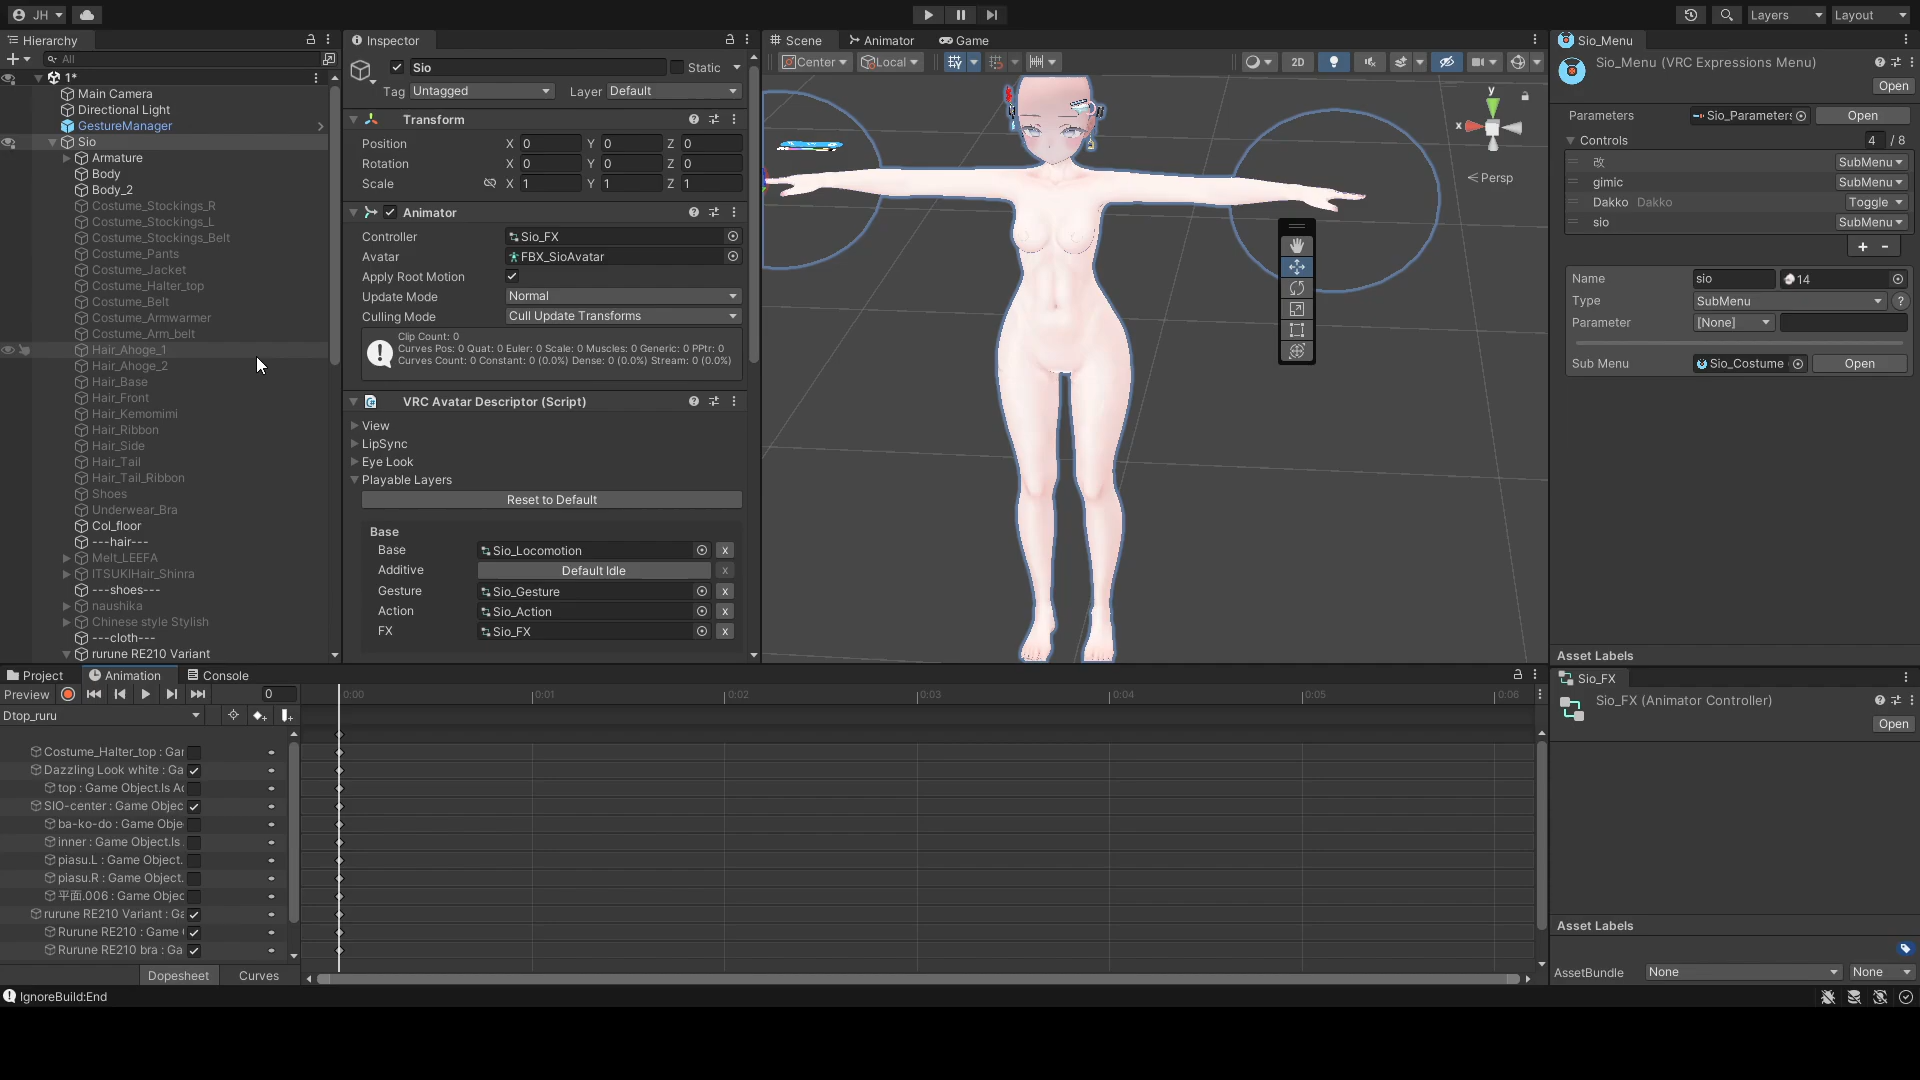 JH
Layers
Layout
Hierarchy
All
1*
Main Camera
Directional Light
GestureManager
Sio
Armature
Body
Body_2
Costume_Stockings_R
Costume_Stockings_L
Costume_Stockings_Belt
Costume_Pants
Costume_Jacket
Costume_Halter_top
Costume_Belt
Costume_Armwarmer
Costume_Arm_belt
Hair_Ahoge_1
Hair_Ahoge_2
Hair_Base
Hair_Front
Hair_Kemomimi
Hair_Ribbon
Hair_Side
Hair_Tail
Hair_Tail_Ribbon
Shoes
Underwear_Bra
Col_floor
---hair---
Melt_LEEFA
ITSUKIHair_Shinra
---shoes---
naushika
Chinese style Stylish
---cloth---
rurune RE210 Variant
Inspector
Sio
Static
Tag Untagged
Layer Default
Transform
Position X 0 Y 0 Z 0
Rotation X 0 Y 0 Z 0
Scale X 1 Y 1 Z 1
Animator
Controller Sio_FX
Avatar FBX_SioAvatar
Apply Root Motion
Update Mode Normal
Culling Mode Cull Update Transforms
Clip Count: 0
Curves Pos: 0 Quat: 0 Euler: 0 Scale: 0 Muscles: 0 Generic: 0 PPtr: 0
Curves Count: 0 Constant: 0 (0.0%) Dense: 0 (0.0%) Stream: 0 (0.0%)
VRC Avatar Descriptor (Script)
View
LipSync
Eye Look
Playable Layers
Reset to Default
Base
Base Sio_Locomotion x
Additive Default Idle x
Gesture Sio_Gesture x
Action Sio_Action x
FX Sio_FX x
Scene
Animator
Game
Center
Local
2D
y
x
Persp
Sio_Menu
Sio_Menu (VRC Expressions Menu)
Open
Parameters Sio_Parameters Open
Controls 4 / 8
改 SubMenu
gimic SubMenu
Dakko Dakko Toggle
sio SubMenu
+ -
Name sio 14
Type SubMenu
Parameter [None]
Sub Menu Sio_Costume Open
Asset Labels
Sio_FX
Sio_FX (Animator Controller)
Open
Asset Labels
AssetBundle None None
Project
Animation
Console
Preview 0
0:00 0:01 0:02 0:03 0:04 0:05 0:06
Dtop_ruru
Costume_Halter_top : Gar
Dazzling Look white : Ga
top : Game Object.Is Ac
SIO-center : Game Objec
ba-ko-do : Game Obje
inner : Game Object.Is
piasu.L : Game Object.
piasu.R : Game Object.
平面.006 : Game Objec
rurune RE210 Variant : Ga
Rurune RE210 : Game
Rurune RE210 bra : Ga
Dopesheet Curves
IgnoreBuild:End